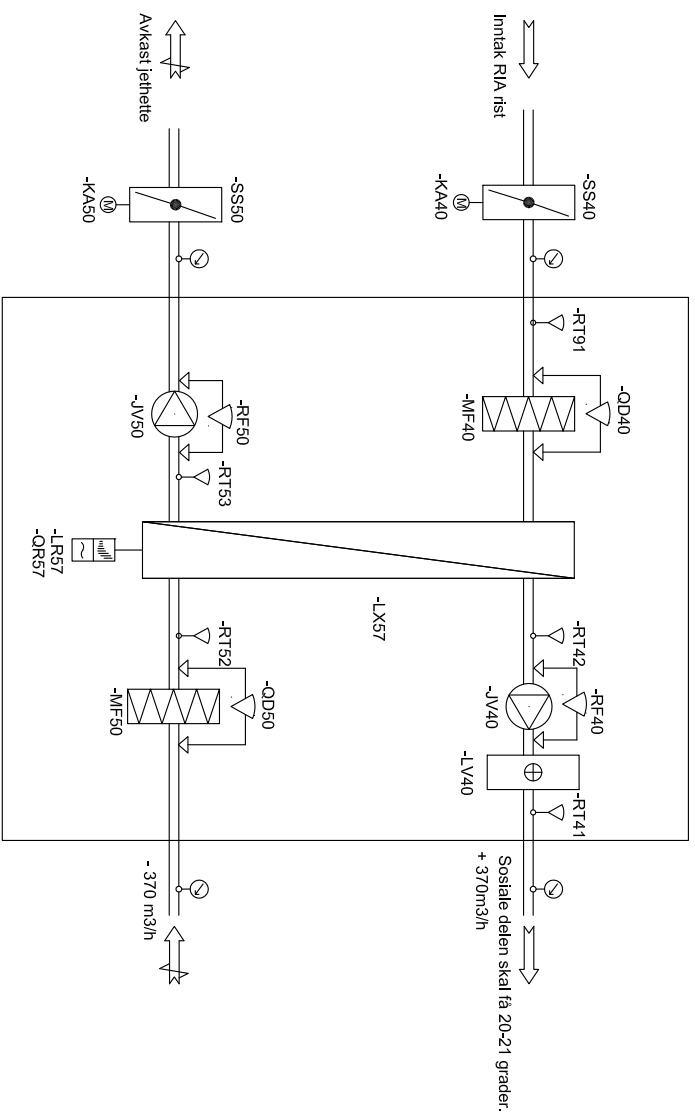 Inntak RIA rist
-SS40
-KA40
M
-RT91
-QD40
-MF40
-RT42
-RF40
-JV40
-LV40
-RT41
Sosiale delen skal få 20-21 grader.
+ 370m3/h
-LX57
-LR57
-QR57
Avkast jethette
-SS50
-KA50
M
-RF50
-JV50
-RT53
-RT52
-QD50
-MF50
- 370 m3/h